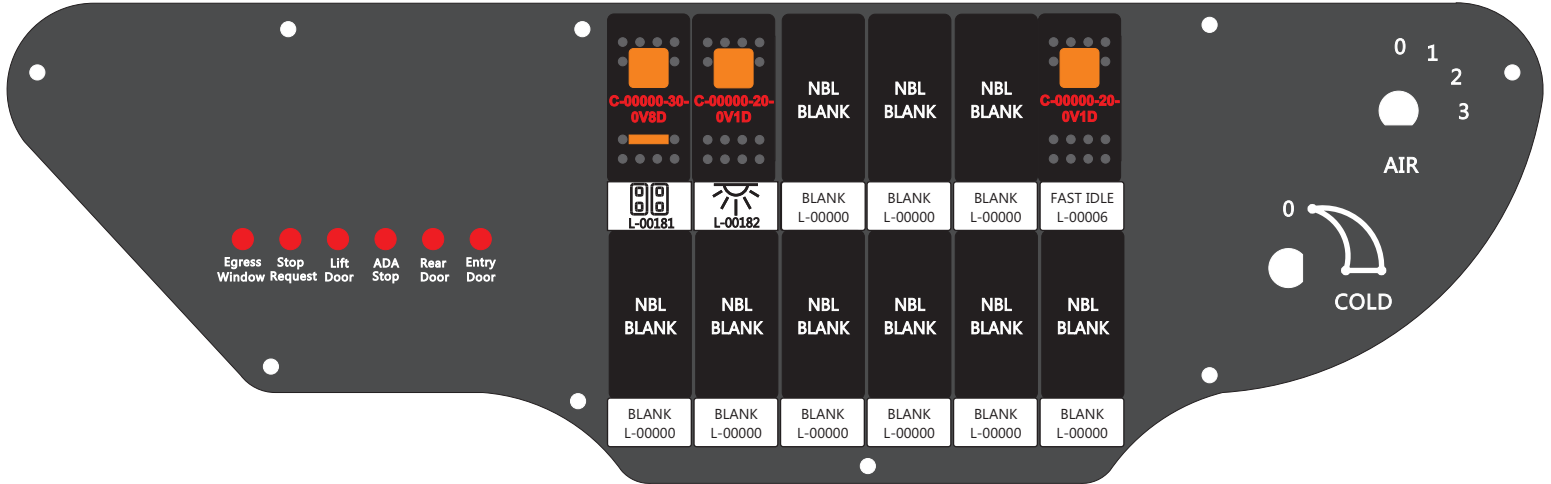 Egress
Window
Stop
Request
Lift
Door
ADA
Stop
Rear
Door
Entry
Door
C-00000-30-
0V8D
C-00000-20-
0V1D
NBL
BLANK
NBL
BLANK
NBL
BLANK
C-00000-20-
0V1D
L-00181
L-00182
BLANK
L-00000
BLANK
L-00000
BLANK
L-00000
FAST IDLE
L-00006
NBL
BLANK
NBL
BLANK
NBL
BLANK
NBL
BLANK
NBL
BLANK
NBL
BLANK
BLANK
L-00000
BLANK
L-00000
BLANK
L-00000
BLANK
L-00000
BLANK
L-00000
BLANK
L-00000
0
1
2
3
AIR
0
COLD